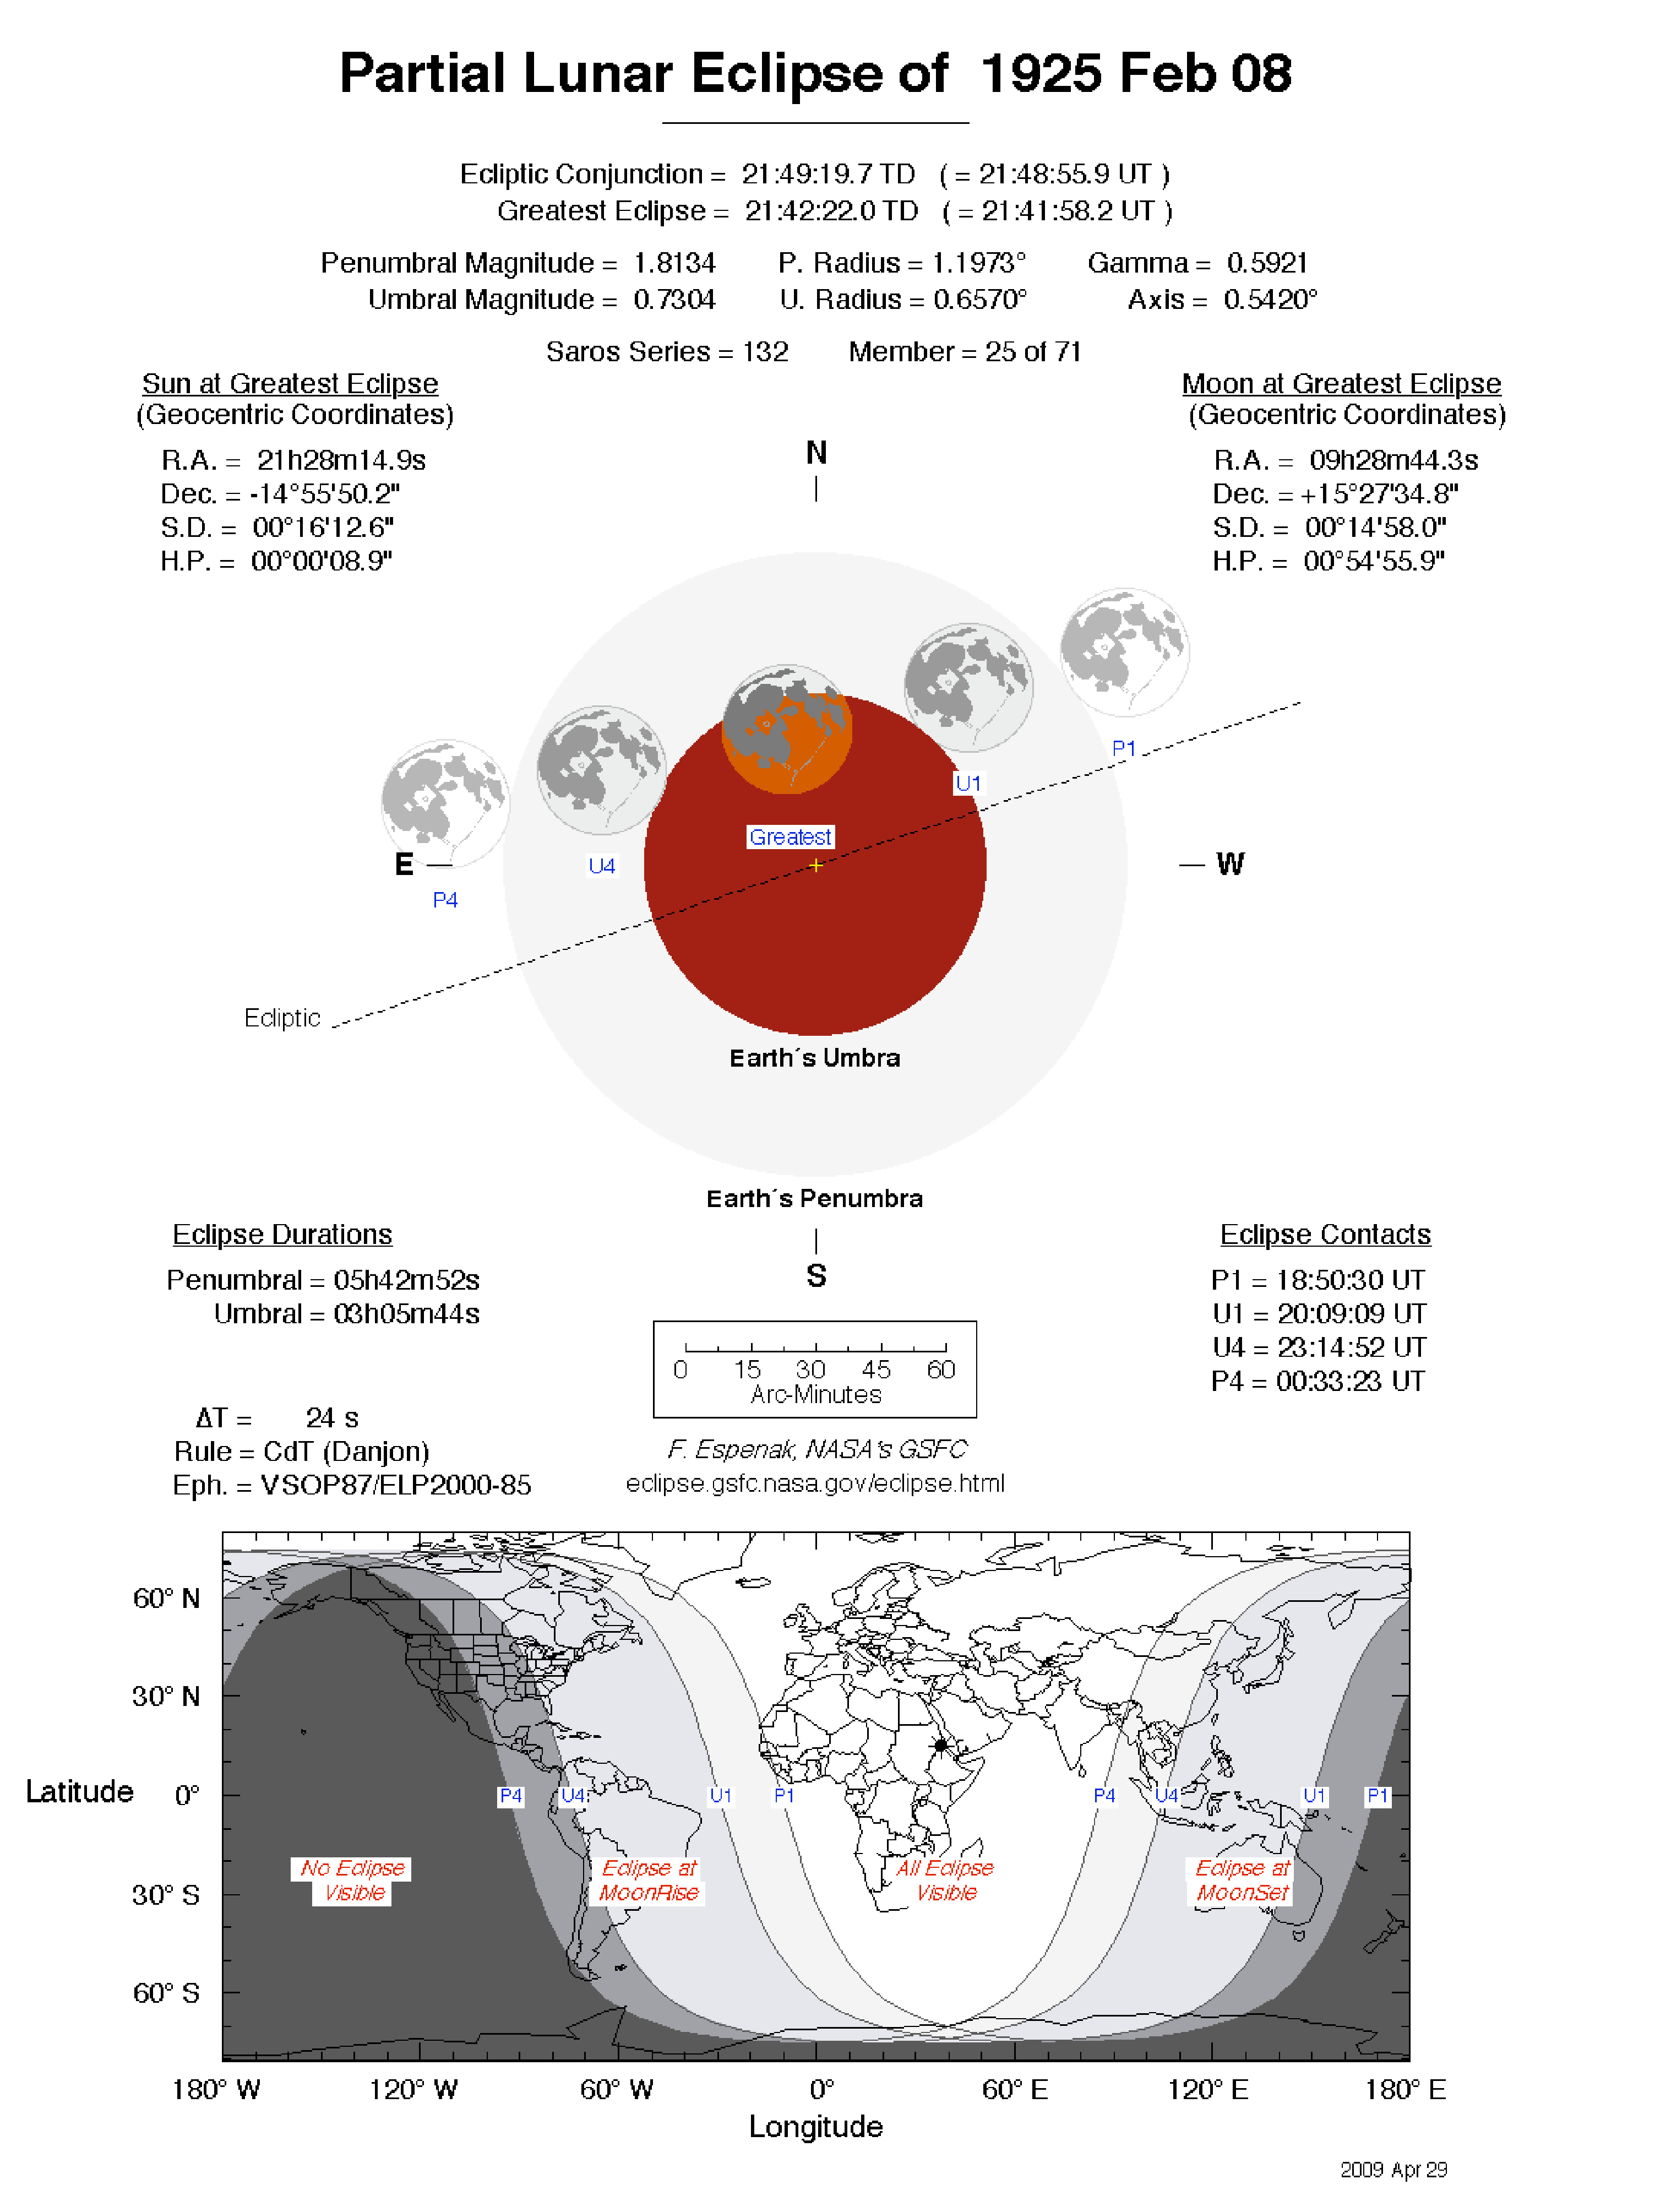 Partial Lunar Eclipse of 1925 Feb 08
Ecliptic Conjunction = 21:49:19.7 TD ( = 21:48:55.9 UT )
Greatest Eclipse = 21:42:22.0 TD ( = 21:41:58.2 UT )
Penumbral Magnitude = 1.8134 P. Radius = 1.1973° Gamma = 0.5921
Umbral Magnitude = 0.7304 U. Radius = 0.6570° Axis = 0.5420°
Saros Series = 132 Member = 25 of 71
Sun at Greatest Eclipse
(Geocentric Coordinates)
R.A. = 21h28m14.9s
Dec. = -14°55'50.2"
S.D. = 00°16'12.6"
H.P. = 00°00'08.9"
Moon at Greatest Eclipse
(Geocentric Coordinates)
R.A. = 09h28m44.3s
Dec. = +15°27'34.8"
S.D. = 00°14'58.0"
H.P. = 00°54'55.9"
N
P1
U1
Greatest
E
U4
W
P4
Ecliptic
Earth´s Umbra
Earth´s Penumbra
S
Eclipse Durations
Penumbral = 05h42m52s
Umbral = 03h05m44s
Eclipse Contacts
P1 = 18:50:30 UT
U1 = 20:09:09 UT
U4 = 23:14:52 UT
P4 = 00:33:23 UT
0 15 30 45 60
Arc-Minutes
ΔT = 24 s
Rule = CdT (Danjon)
Eph. = VSOP87/ELP2000-85
F. Espenak, NASA's GSFC
eclipse.gsfc.nasa.gov/eclipse.html
60° N
30° N
Latitude 0°
30° S
60° S
P4 U4 U1 P1 P4 U4 U1 P1
No Eclipse
Visible
Eclipse at
MoonRise
All Eclipse
Visible
Eclipse at
MoonSet
180° W 120° W 60° W 0° 60° E 120° E 180° E
Longitude
2009 Apr 29